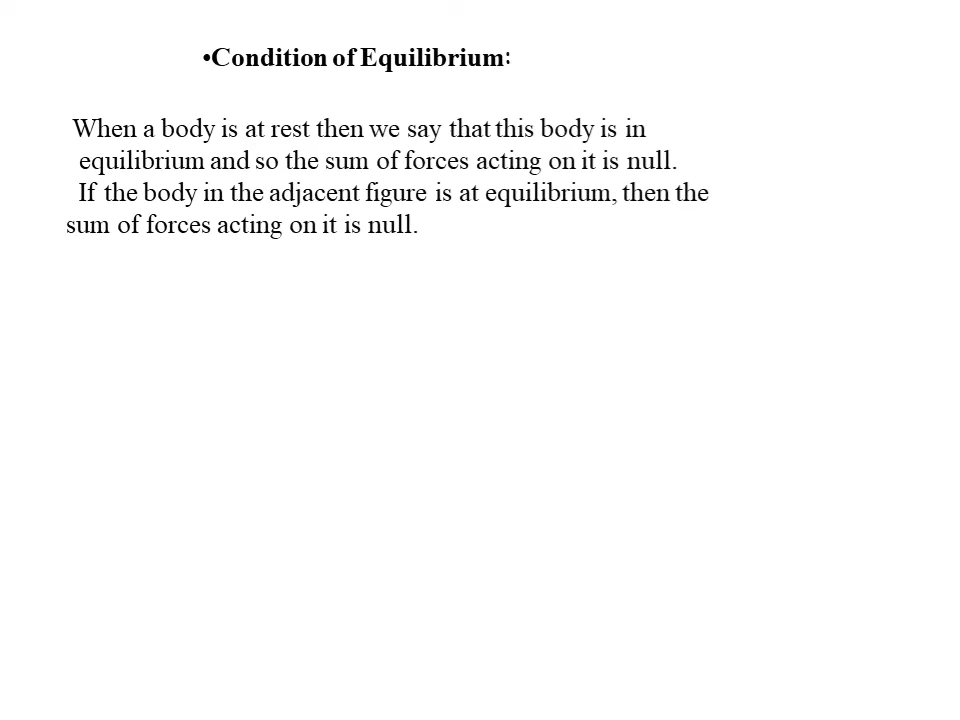 •Condition of Equilibrium:
When a body is at rest then we say that this body is in
equilibrium and so the sum of forces acting on it is null.
If the body in the adjacent figure is at equilibrium, then the
sum of forces acting on it is null.